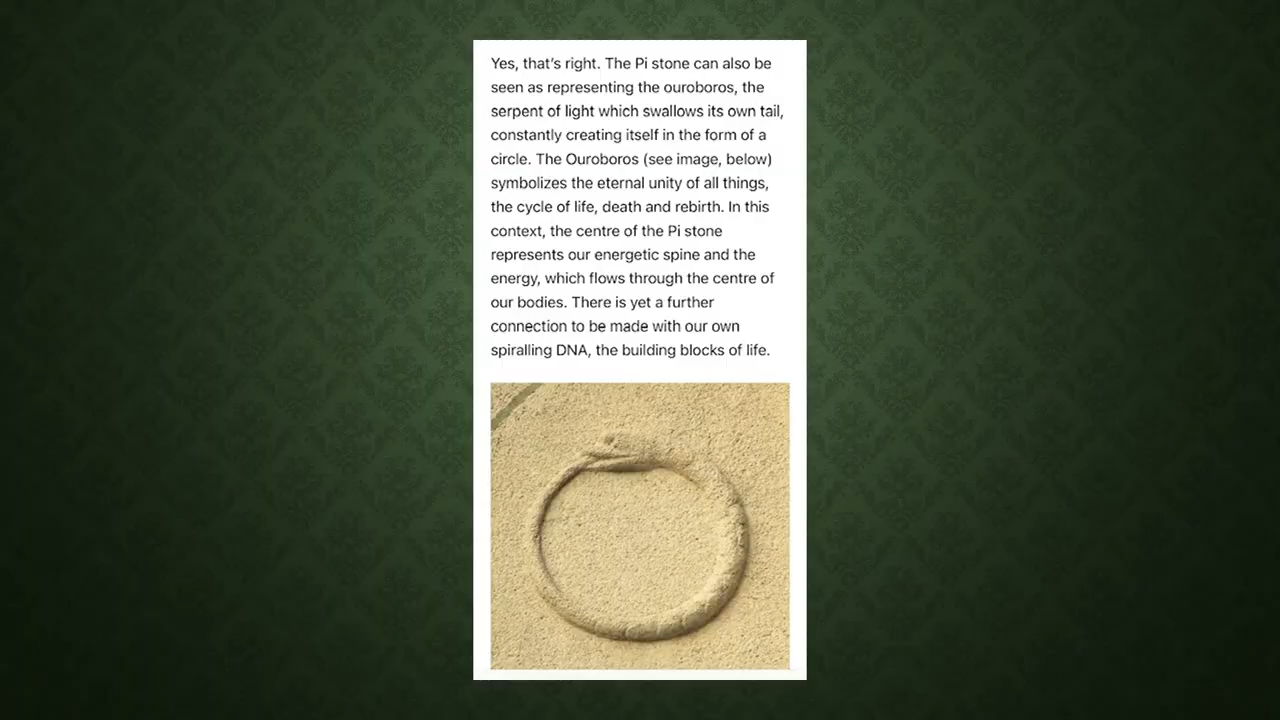 Yes, that’s right. The Pi stone can also be
seen as representing the ouroboros, the
serpent of light which swallows its own tail,
constantly creating itself in the form of a
circle. The Ouroboros (see image, below)
symbolizes the eternal unity of all things,
the cycle of life, death and rebirth. In this
context, the centre of the Pi stone
represents our energetic spine and the
energy, which flows through the centre of
our bodies. There is yet a further
connection to be made with our own
spiralling DNA, the building blocks of life.